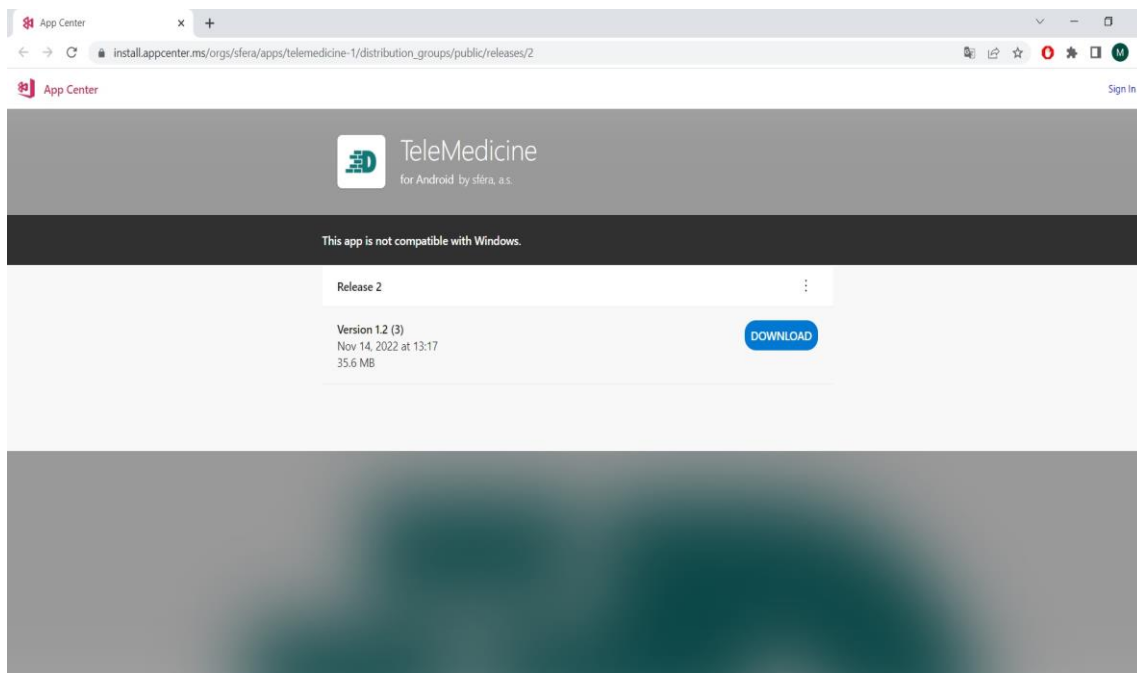 App Center
install.appcenter.ms/orgs/sfera/apps/telemedicine-1/distribution_groups/public/releases/2
M
App Center
Sign In
TeleMedicine
for Android by sféra, a.s.
This app is not compatible with Windows.
Release 2
Version 1.2 (3)
DOWNLOAD
Nov 14, 2022 at 13:17
35.6 MB